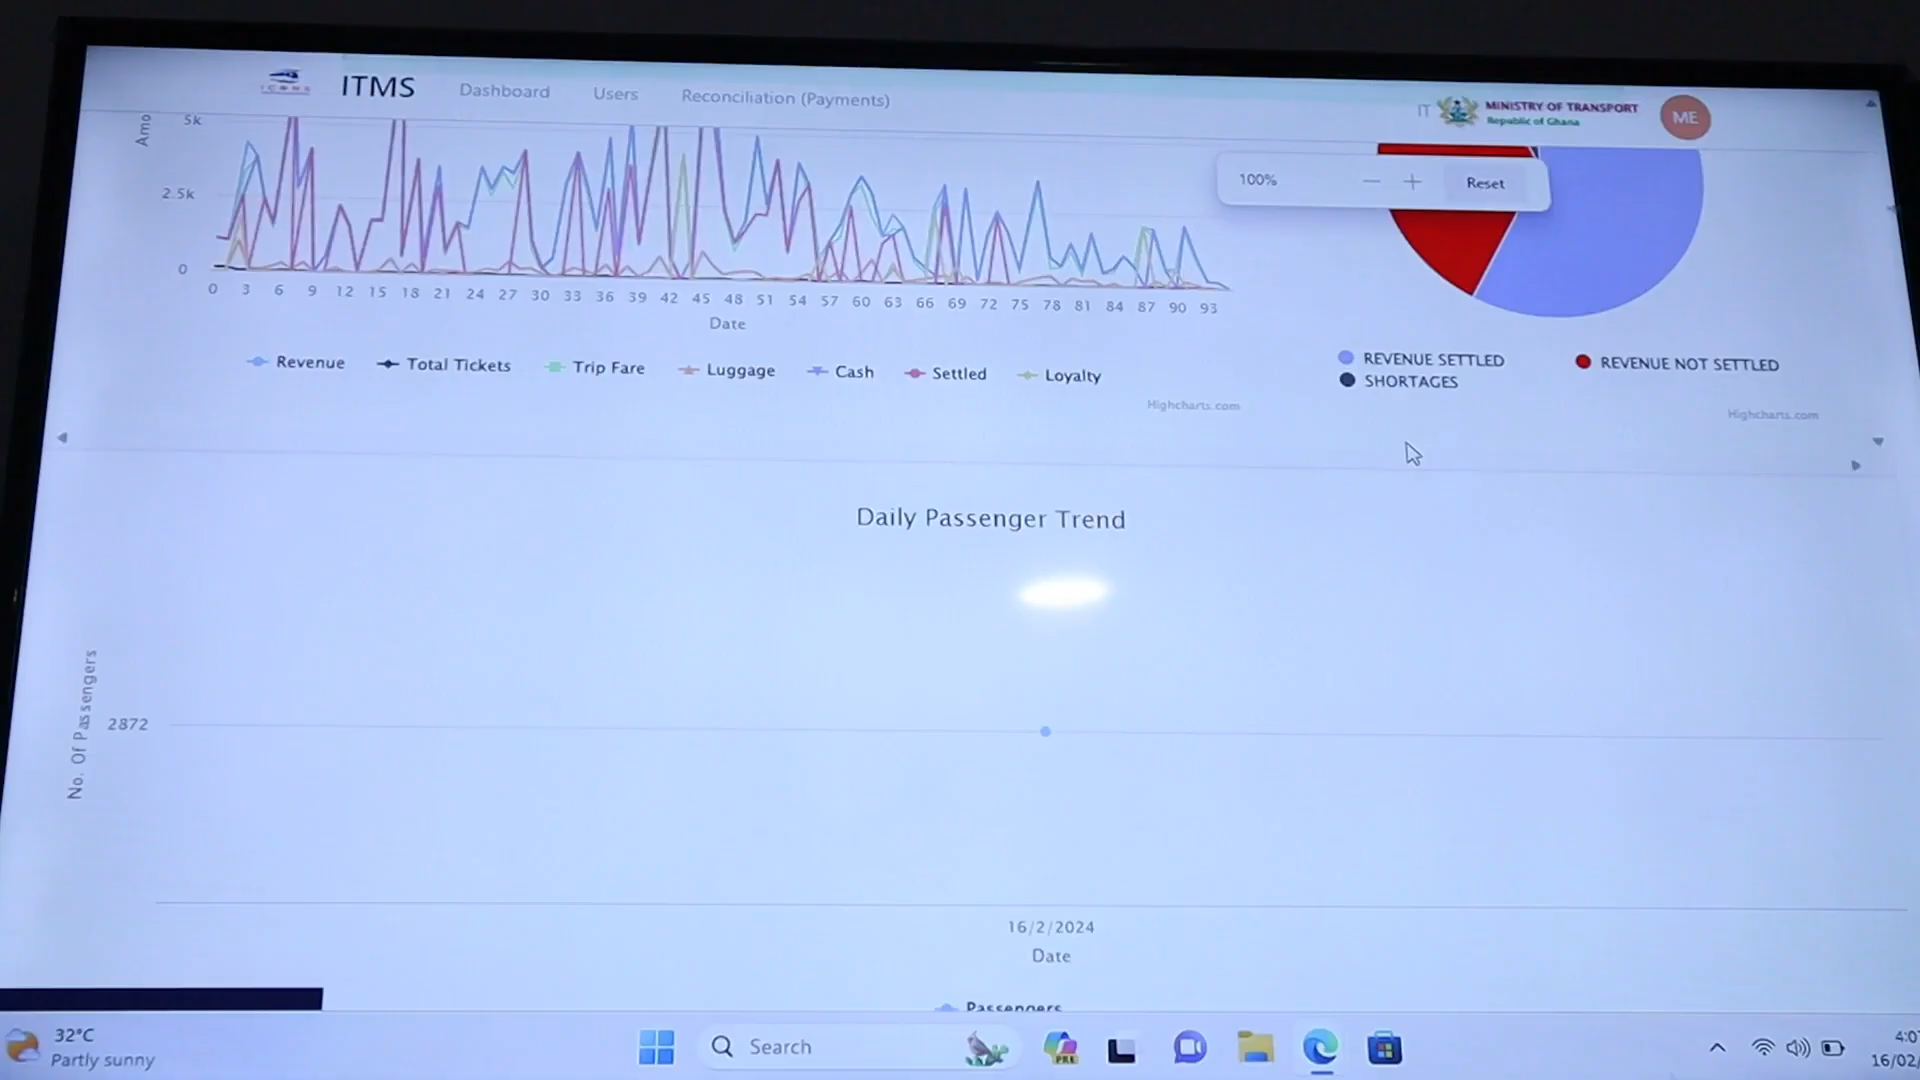 ITMS Dashboard Users Reconciliation (Payments)
IT MINISTRY OF TRANSPORT ME
Republic of Ghana
Amo
5k
2.5k
0
0 3 6 9 12 15 18 21 24 27 30 33 36 39 42 45 48 51 54 57 60 63 66 69 72 75 78 81 84 87 90 93
Date
Revenue Total Tickets Trip Fare Luggage Cash Settled Loyalty
Highcharts.com
100% Reset
REVENUE SETTLED REVENUE NOT SETTLED
SHORTAGES
Highcharts.com
Daily Passenger Trend
No. Of Passengers
2872
16/2/2024
Date
Passengers
32°C
Partly sunny
Search
PRE
4:0
16/02/